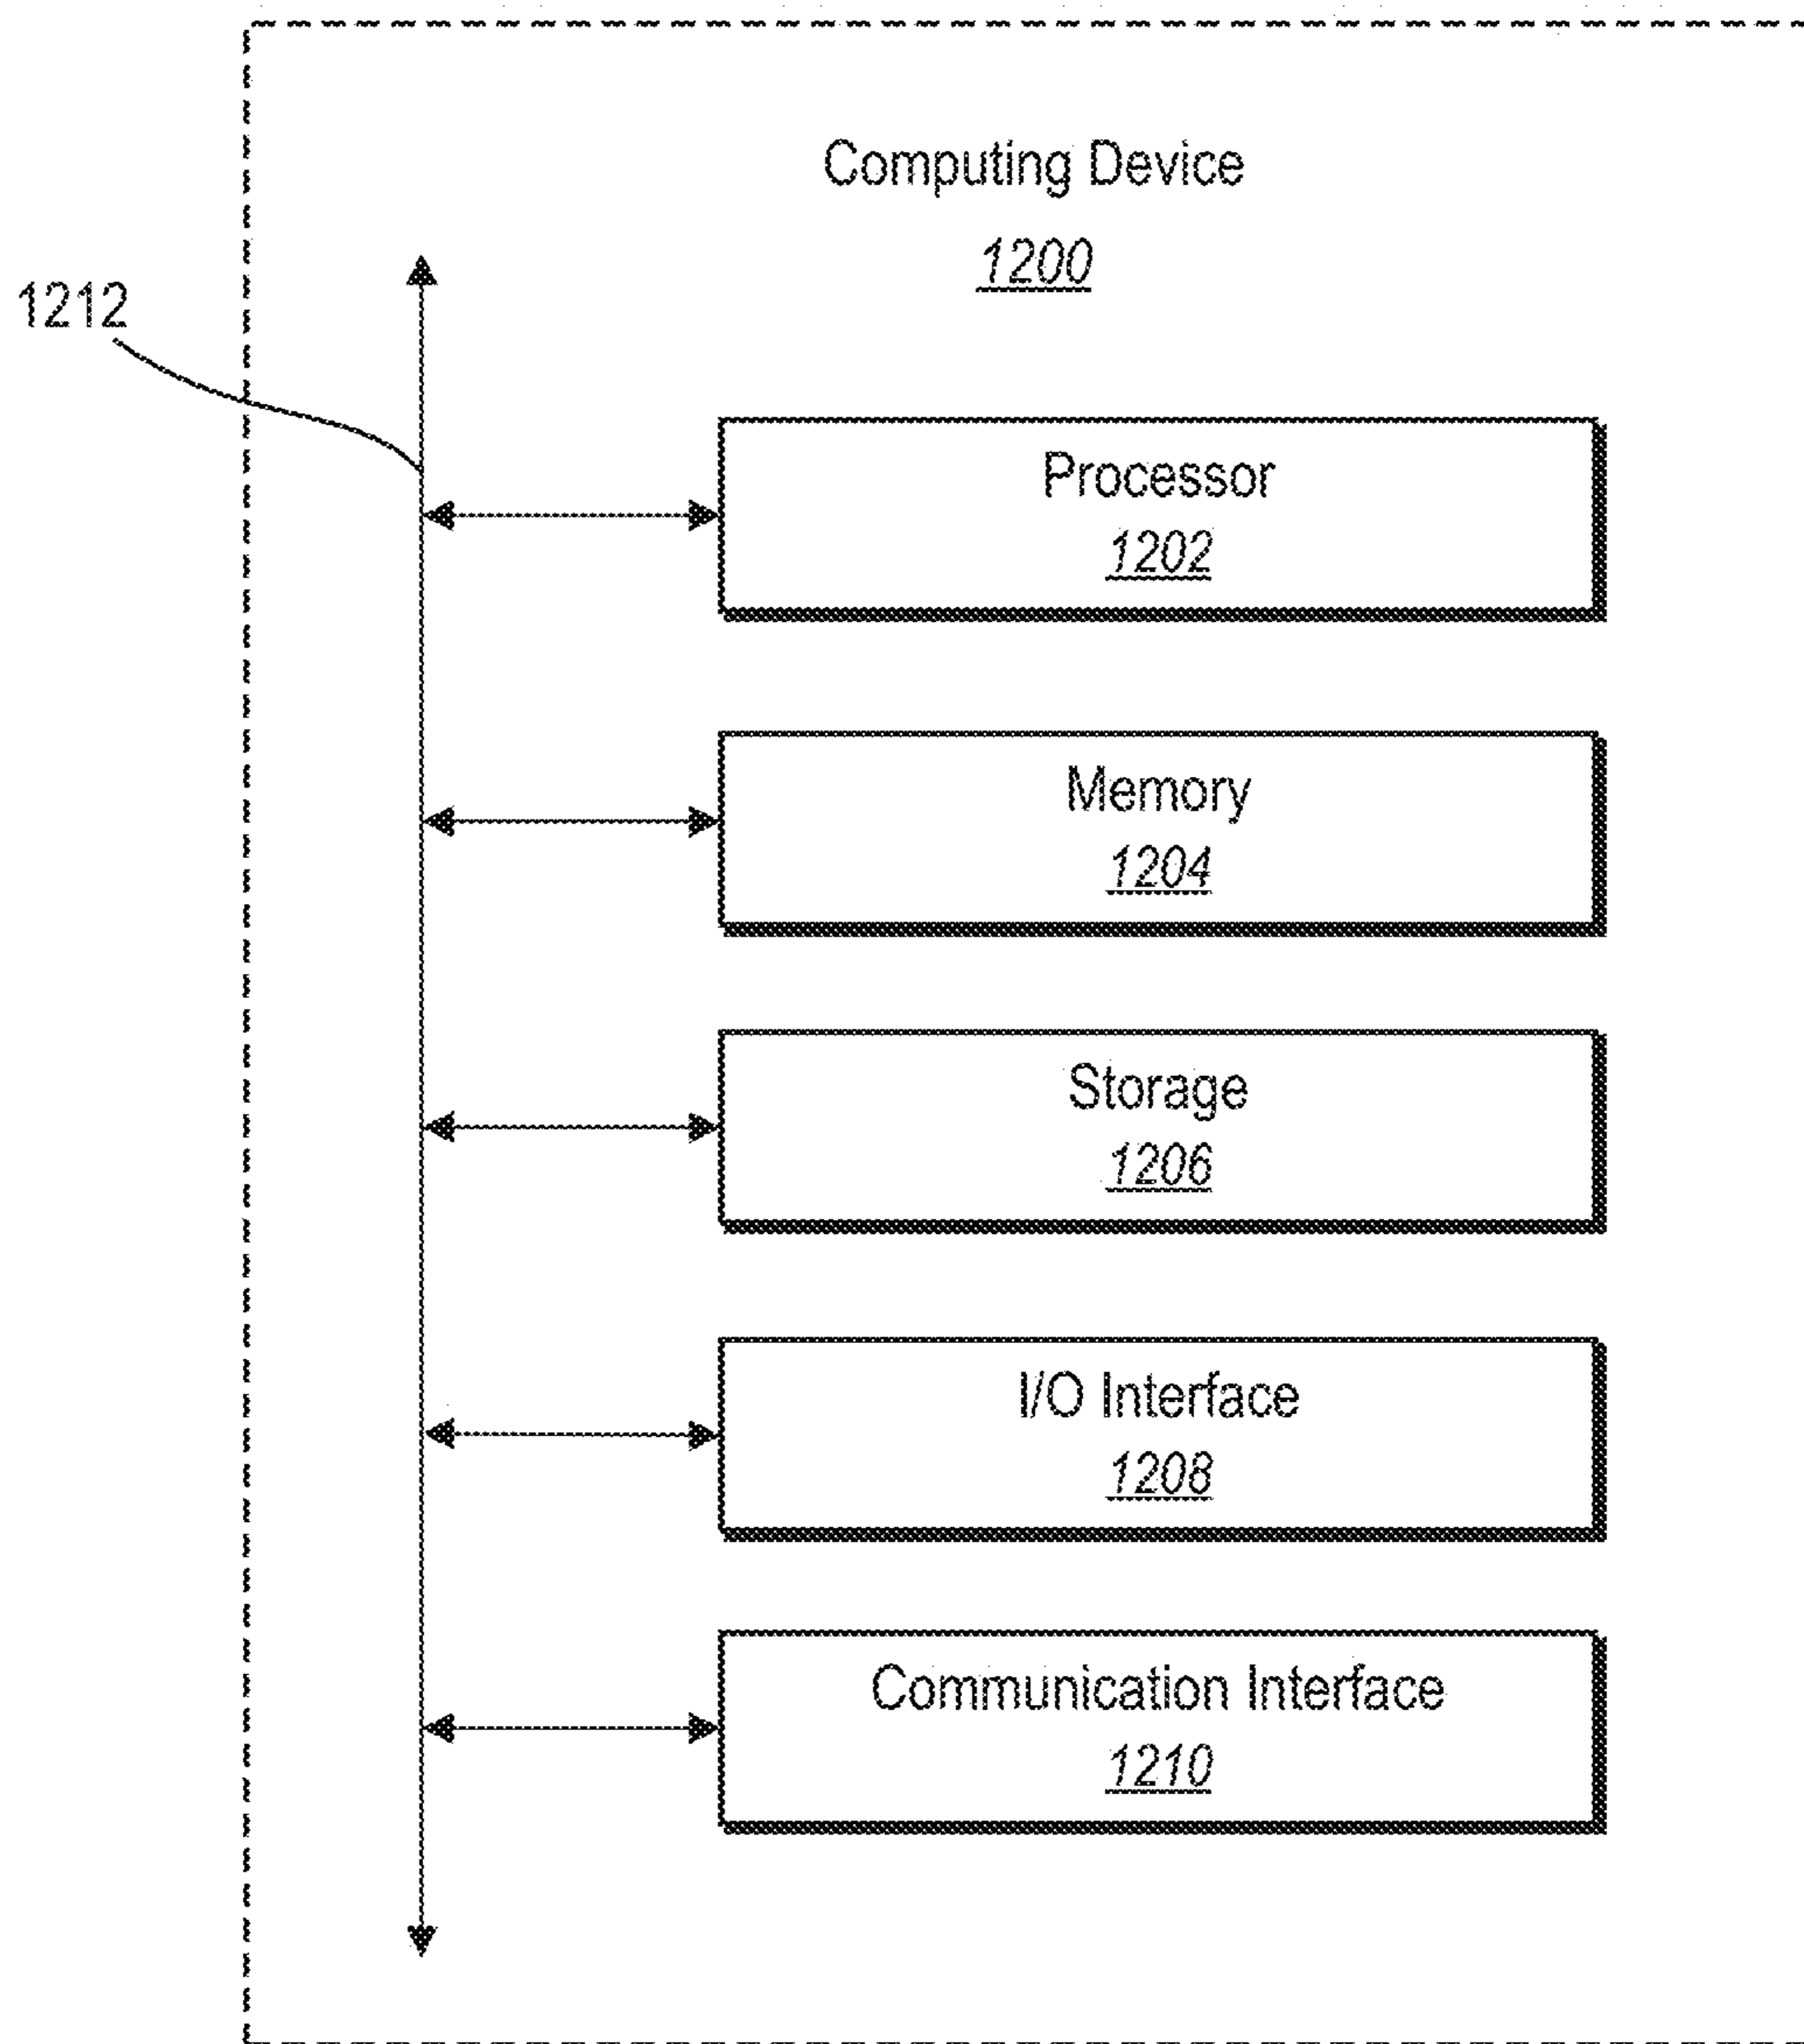 Computing Device
1200
1212
Processor
1202
Memory
1204
Storage
1206
I/O Interface
1208
Communication Interface
1210